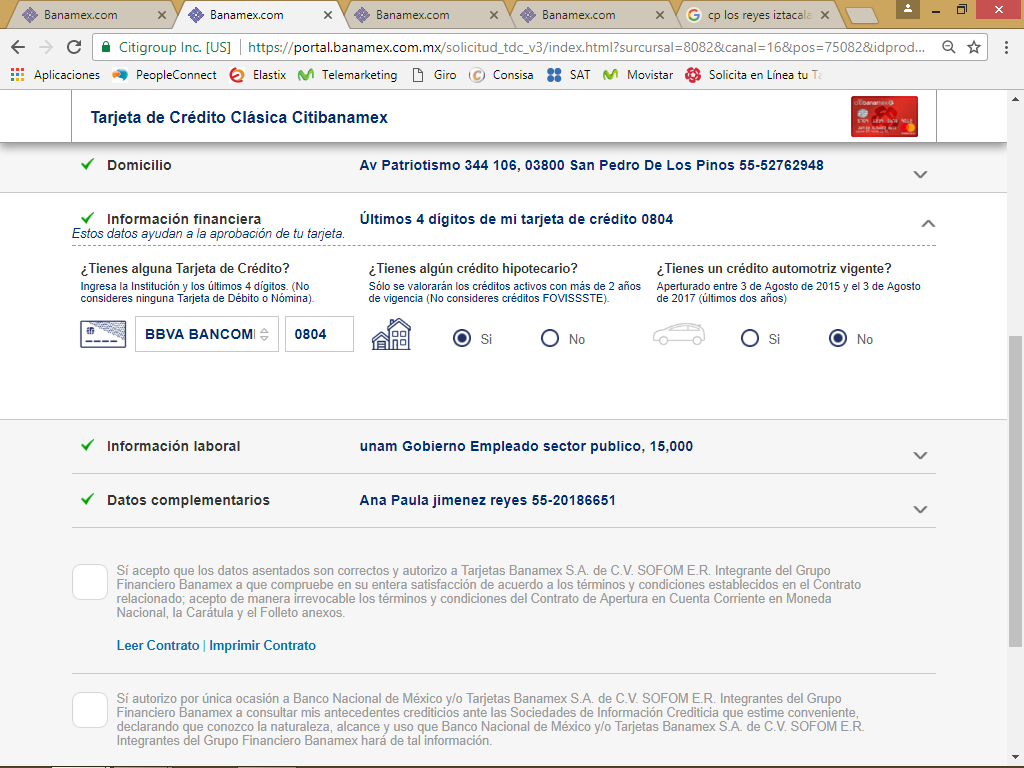 Banamex.com
Banamex.com
Banamex.com
Banamex.com
cp los reyes iztacala
Citigroup Inc. [US]
https://portal.banamex.com.mx/solicitud_tdc_v3/index.html?surcursal=8082&canal=16&pos=75082&idprod...
Aplicaciones
PeopleConnect
Elastix
Telemarketing
Giro
Consisa
SAT
Movistar
Solicita en Línea tu Ta
Tarjeta de Crédito Clásica Citibanamex
Domicilio
Av Patriotismo 344 106, 03800 San Pedro De Los Pinos 55-52762948
Información financiera
Últimos 4 dígitos de mi tarjeta de crédito 0804
Estos datos ayudan a la aprobación de tu tarjeta.
¿Tienes alguna Tarjeta de Crédito?
Ingresa la Institución y los últimos 4 dígitos. (No
consideres ninguna Tarjeta de Débito o Nómina).
BBVA BANCOM
0804
¿Tienes algún crédito hipotecario?
Sólo se valorarán los créditos activos con más de 2 años
de vigencia (No consideres créditos FOVISSSTE).
Si
No
¿Tienes un crédito automotriz vigente?
Aperturado entre 3 de Agosto de 2015 y el 3 de Agosto
de 2017 (últimos dos años)
Si
No
Información laboral
unam Gobierno Empleado sector publico, 15,000
Datos complementarios
Ana Paula jimenez reyes 55-20186651
Sí acepto que los datos asentados son correctos y autorizo a Tarjetas Banamex S.A. de C.V. SOFOM E.R. Integrante del Grupo
Financiero Banamex a que compruebe en su entera satisfacción de acuerdo a los términos y condiciones establecidos en el Contrato
relacionado; acepto de manera irrevocable los términos y condiciones del Contrato de Apertura en Cuenta Corriente en Moneda
Nacional, la Carátula y el Folleto anexos.
Leer Contrato | Imprimir Contrato
Sí autorizo por única ocasión a Banco Nacional de México y/o Tarjetas Banamex S.A. de C.V. SOFOM E.R. Integrantes del Grupo
Financiero Banamex a consultar mis antecedentes crediticios ante las Sociedades de Información Crediticia que estime conveniente,
declarando que conozco la naturaleza, alcance y uso que Banco Nacional de México y/o Tarjetas Banamex S.A. de C.V. SOFOM E.R.
Integrantes del Grupo Financiero Banamex hará de tal información.